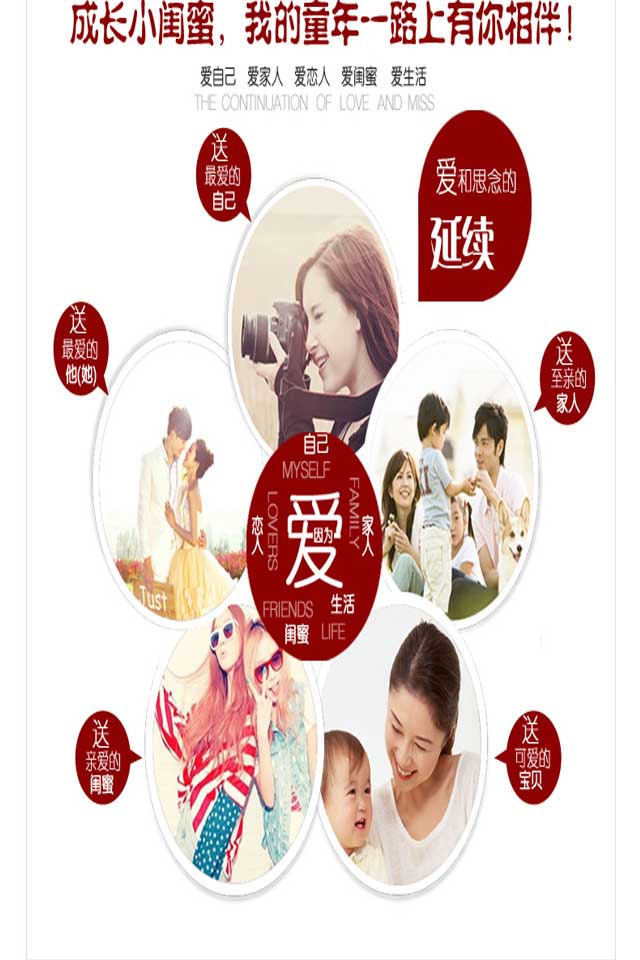 成长小闺蜜，我的童年一路上有你相伴！
爱自己 爱家人 爱恋人 爱闺蜜 爱生活
THE CONTINUATION OF LOVE AND MISS
送
最爱的
自己
爱和思念的
延续
送
最爱的
他(她)
送
至亲的
家人
自己
MYSELF
LOVERS
恋人
爱
因为
FAMILY
家人
FRIENDS
闺蜜
生活
LIFE
Just
送
亲爱的
闺蜜
送
可爱的
宝贝